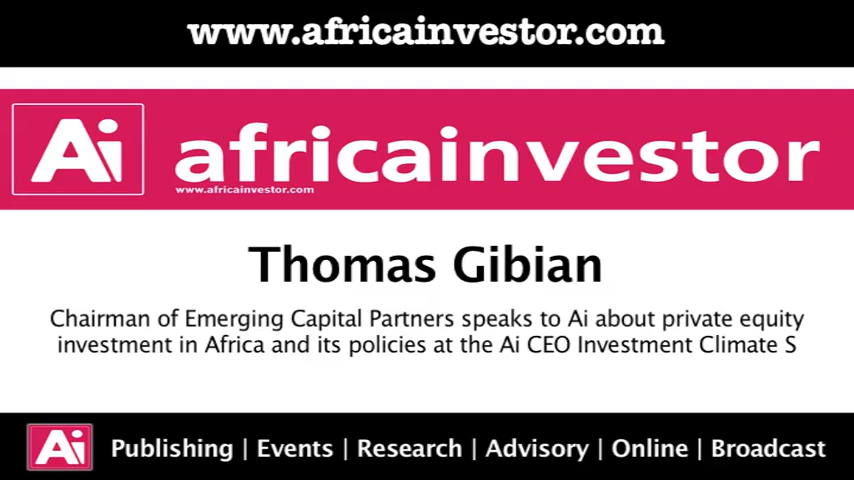 www.africainvestor.com
Ai africainvestor
www.africainvestor.com
Thomas Gibian
Chairman of Emerging Capital Partners speaks to Ai about private equity
investment in Africa and its policies at the Ai CEO Investment Climate S
Ai Publishing | Events | Research | Advisory | Online | Broadcast